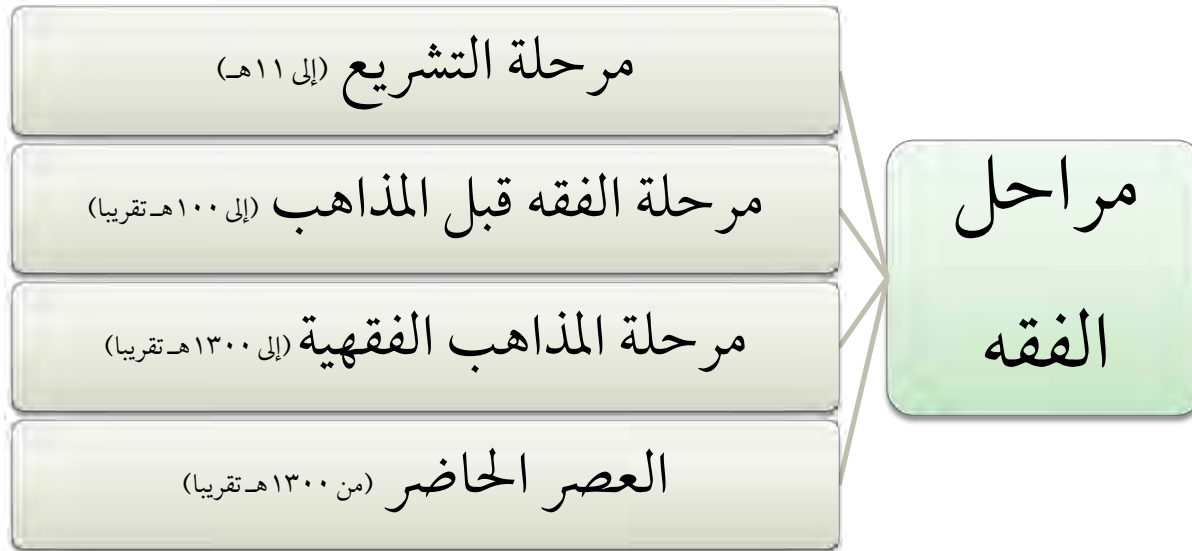 مراحل
الفقه
مرحلة التشريع (إلى ١١هـ)
مرحلة الفقه قبل المذاهب (إلى ١٠٠هـ تقريبا)
مرحلة المذاهب الفقهية (إلى ١٣٠٠هـ تقريبا)
العصر الحاضر (من ١٣٠٠هـ تقريبا)